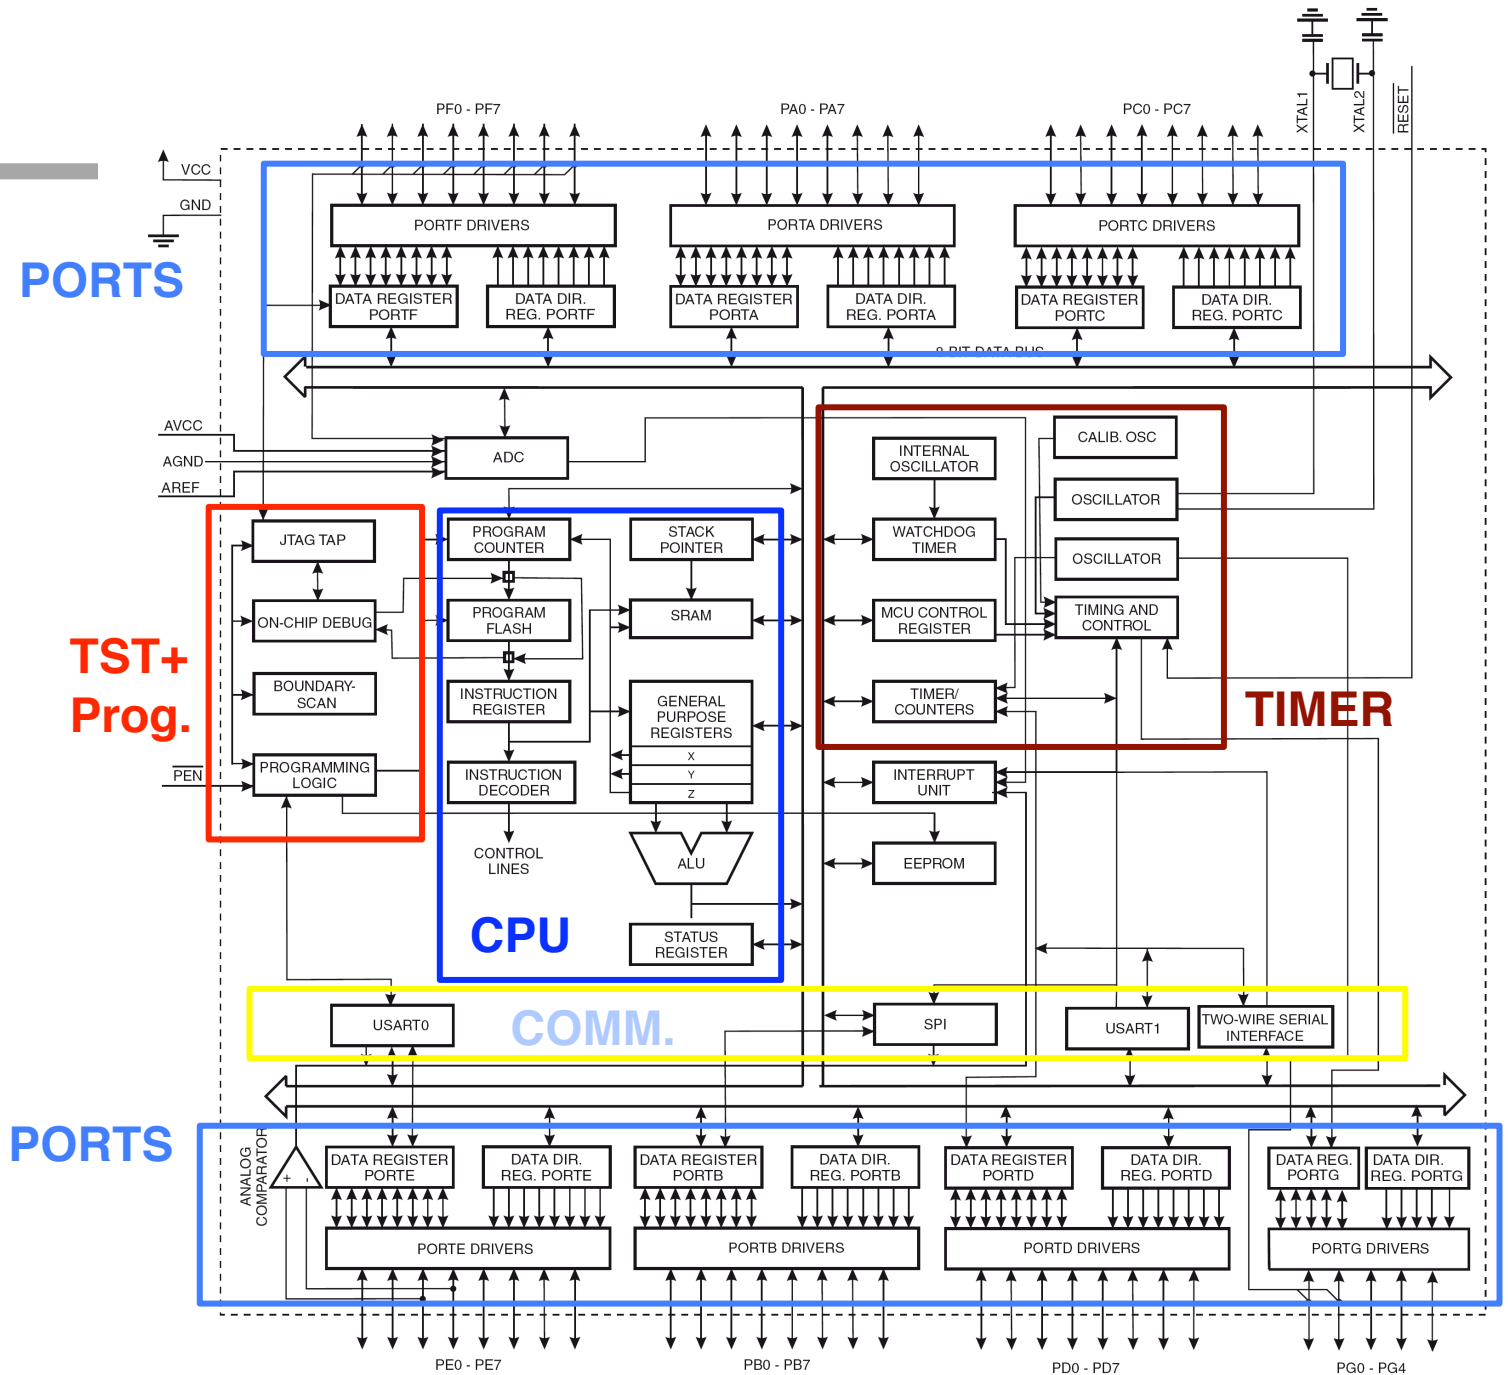 XTAL1
XTAL2
RESET
PF0 - PF7
PA0 - PA7
PC0 - PC7
VCC
GND
PORTS
PORTF DRIVERS
PORTA DRIVERS
PORTC DRIVERS
DATA REGISTER
PORTF
DATA DIR.
REG. PORTF
DATA REGISTER
PORTA
DATA DIR.
REG. PORTA
DATA REGISTER
PORTC
DATA DIR.
REG. PORTC
8-BIT DATA BUS
AVCC
AGND
AREF
ADC
INTERNAL
OSCILLATOR
CALIB. OSC
OSCILLATOR
JTAG TAP
PROGRAM
COUNTER
STACK
POINTER
WATCHDOG
TIMER
OSCILLATOR
ON-CHIP DEBUG
PROGRAM
FLASH
SRAM
MCU CONTROL
REGISTER
TIMING AND
CONTROL
TST+
Prog.
BOUNDARY-
SCAN
INSTRUCTION
REGISTER
GENERAL
PURPOSE
REGISTERS
X
Y
Z
TIMER/
COUNTERS
TIMER
PEN
PROGRAMMING
LOGIC
INSTRUCTION
DECODER
INTERRUPT
UNIT
CONTROL
LINES
ALU
EEPROM
CPU
STATUS
REGISTER
USART0
COMM.
SPI
USART1
TWO-WIRE SERIAL
INTERFACE
PORTS
ANALOG
COMPARATOR
+
-
DATA REGISTER
PORTE
DATA DIR.
REG. PORTE
DATA REGISTER
PORTB
DATA DIR.
REG. PORTB
DATA REGISTER
PORTD
DATA DIR.
REG. PORTD
DATA REG.
PORTG
DATA DIR.
REG. PORTG
PORTE DRIVERS
PORTB DRIVERS
PORTD DRIVERS
PORTG DRIVERS
PE0 - PE7
PB0 - PB7
PD0 - PD7
PG0 - PG4